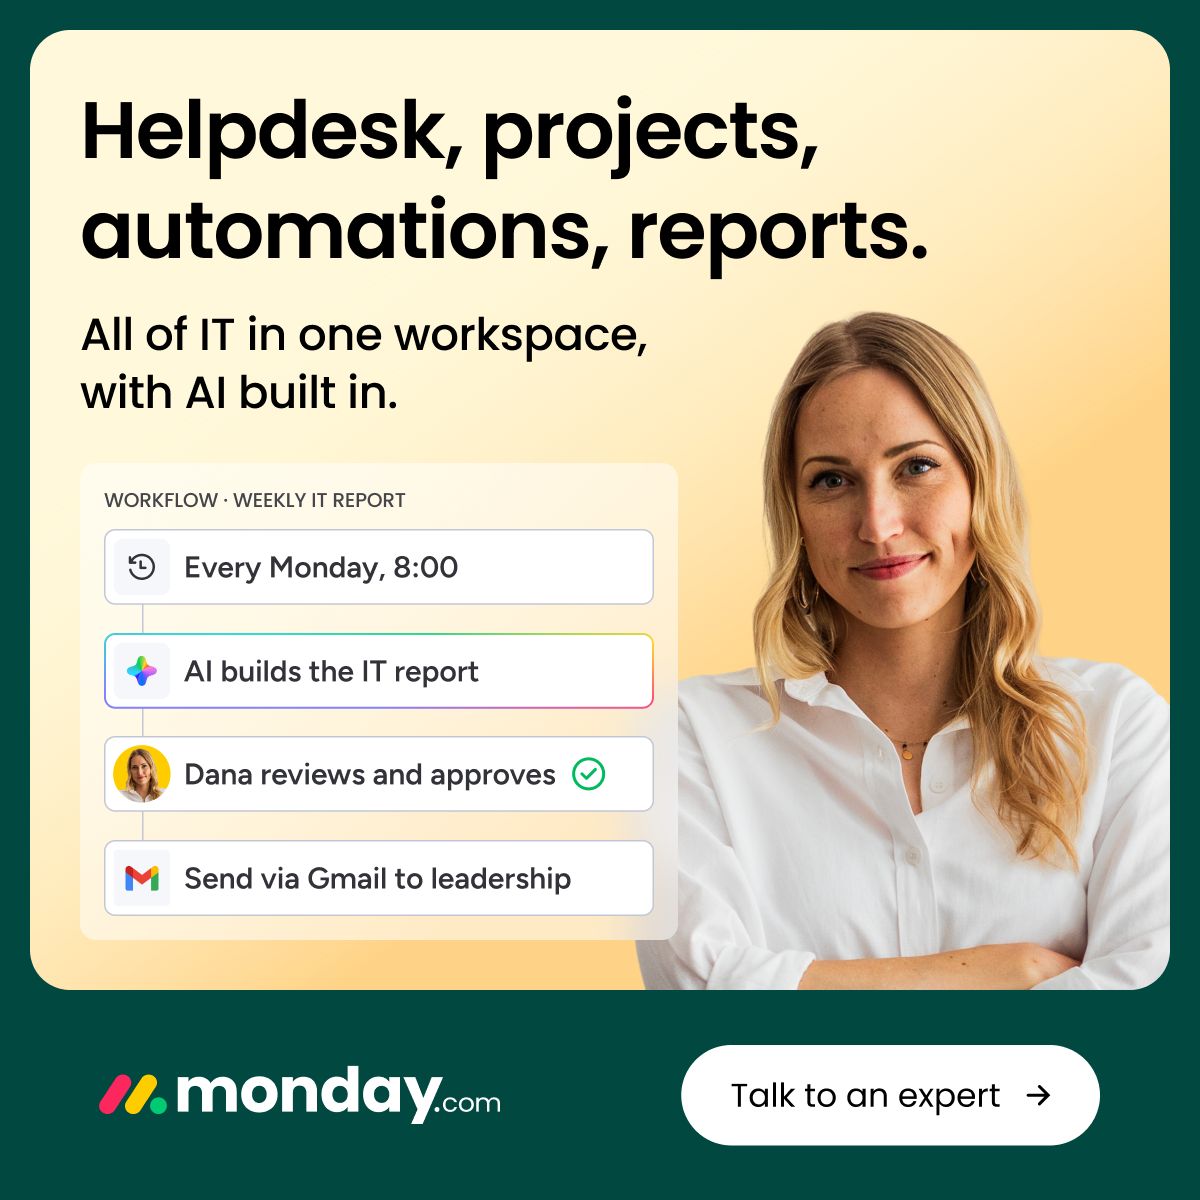 Helpdesk, projects,
automations, reports.
All of IT in one workspace,
with AI built in.
WORKFLOW · WEEKLY IT REPORT
Every Monday, 8:00
AI builds the IT report
Dana reviews and approves
Send via Gmail to leadership
monday.com
Talk to an expert →